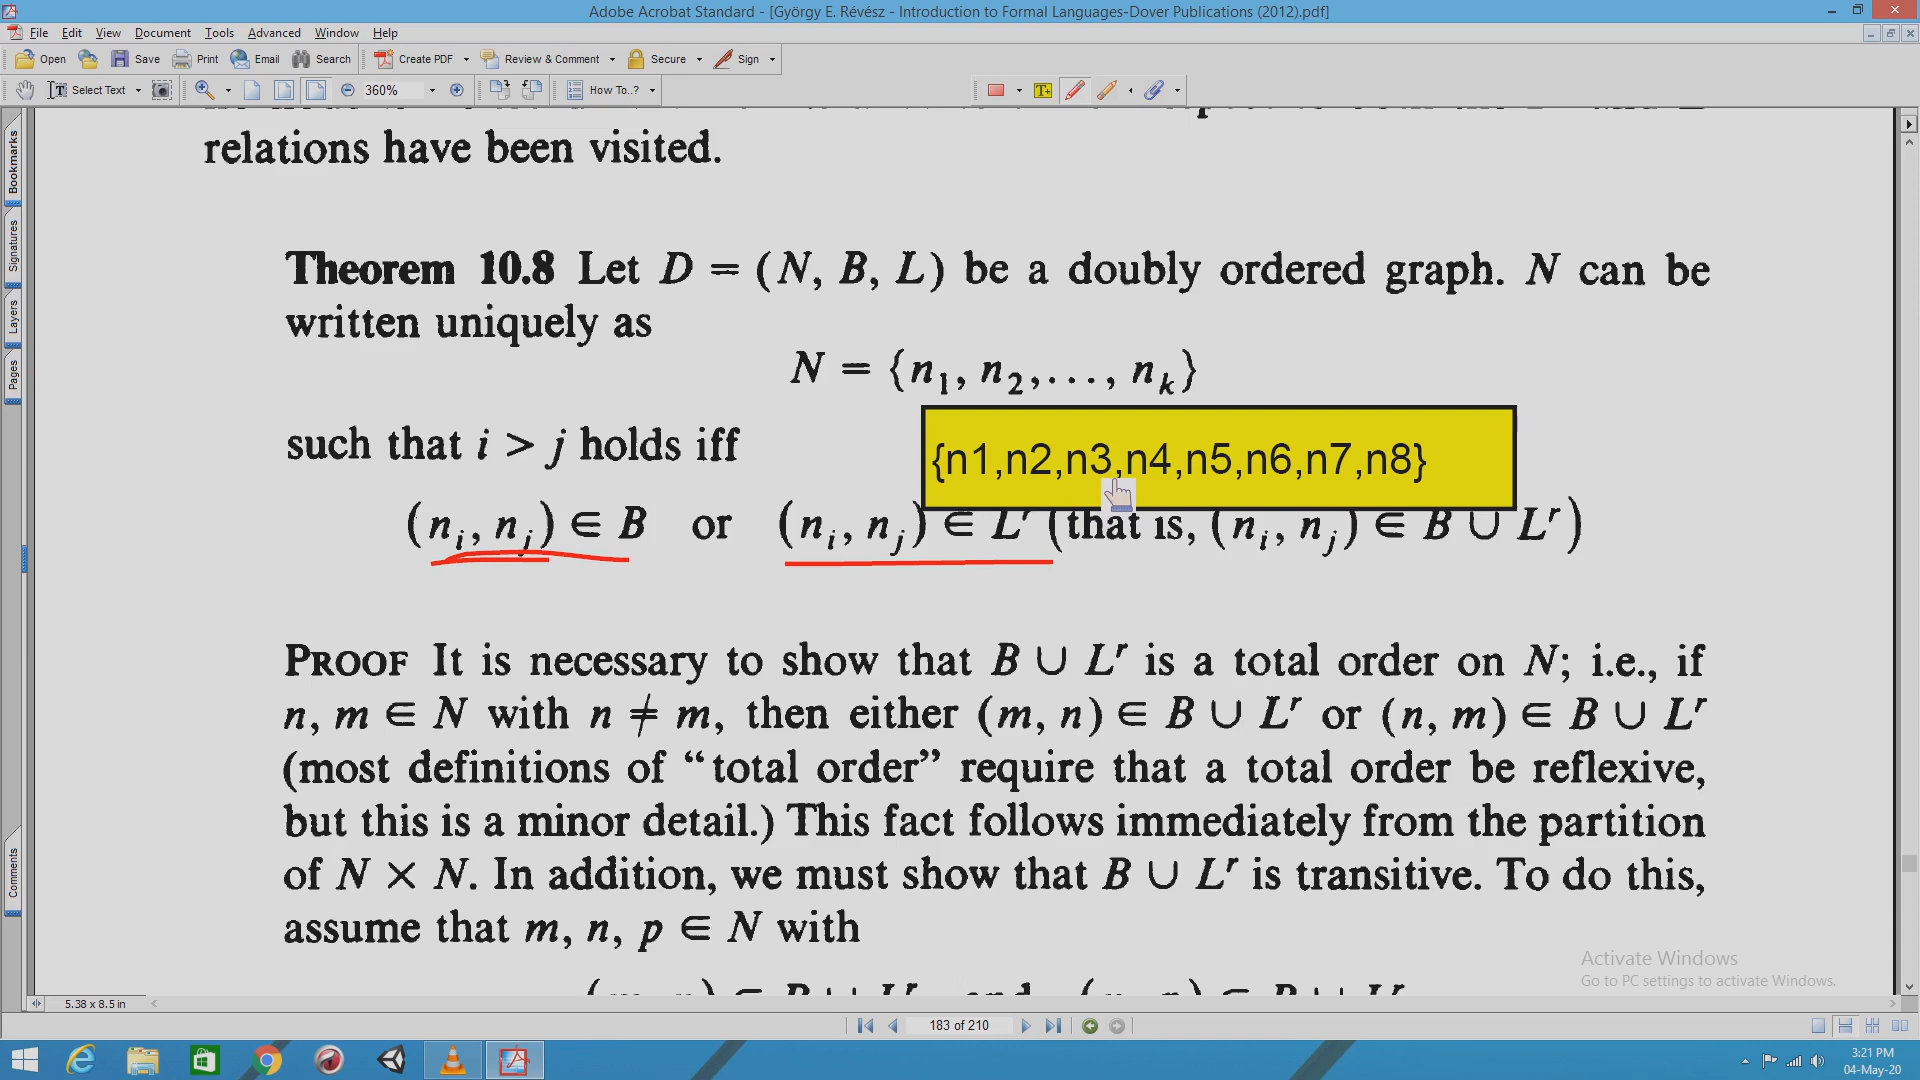 Adobe Acrobat Standard - [György E. Révész - Introduction to Formal Languages-Dover Publications (2012).pdf]
File Edit View Document Tools Advanced Window Help
Open Save Print Email Search Create PDF Review & Comment Secure Sign
Select Text 360% How To..?
relations have been visited.
Theorem 10.8 Let D = (N, B, L) be a doubly ordered graph. N can be
written uniquely as
N = {n₁, n₂,..., nₖ}
such that i > j holds iff
{n1,n2,n3,n4,n5,n6,n7,n8}
(nᵢ, nⱼ) ∈ B or (nᵢ, nⱼ) ∈ Lʳ (that is, (nᵢ, nⱼ) ∈ B ∪ Lʳ)
PROOF It is necessary to show that B ∪ Lʳ is a total order on N; i.e., if
n, m ∈ N with n ≠ m, then either (m, n) ∈ B ∪ Lʳ or (n, m) ∈ B ∪ Lʳ
(most definitions of “total order” require that a total order be reflexive,
but this is a minor detail.) This fact follows immediately from the partition
of N × N. In addition, we must show that B ∪ Lʳ is transitive. To do this,
assume that m, n, p ∈ N with
Bookmarks
Signatures
Layers
Pages
Comments
Activate Windows
Go to PC settings to activate Windows.
5.38 x 8.5 in
183 of 210
3:21 PM
04-May-20